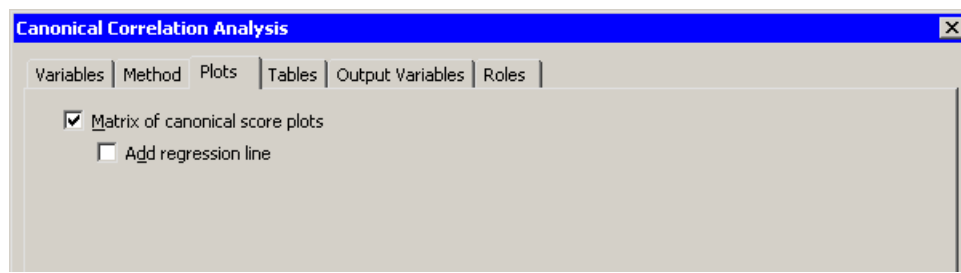 Canonical Correlation Analysis
Variables Method Plots Tables Output Variables Roles
Matrix of canonical score plots
Add regression line